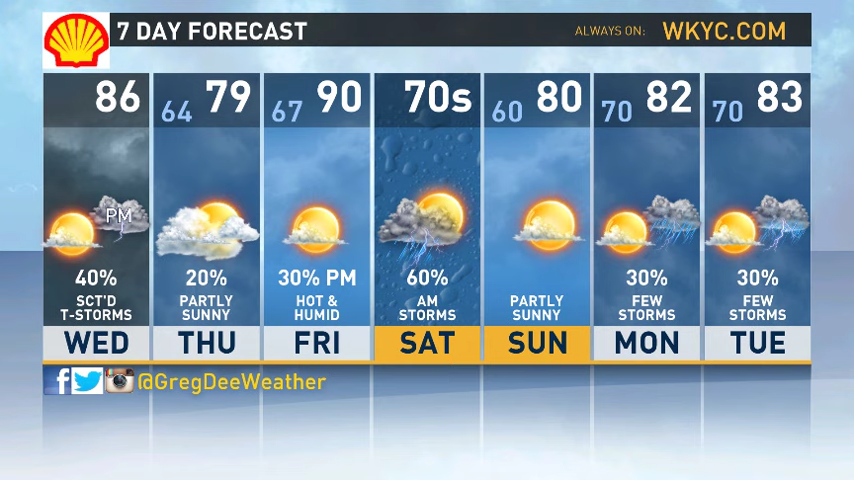 7 DAY FORECAST
ALWAYS ON: WKYC.COM
86
64 79
67 90
70s
60 80
70 82
70 83
PM
40%
20%
30% PM
60%
30%
30%
SCT'D
T-STORMS
PARTLY
SUNNY
HOT &
HUMID
AM
STORMS
PARTLY
SUNNY
FEW
STORMS
FEW
STORMS
WED
THU
FRI
SAT
SUN
MON
TUE
f
@GregDeeWeather